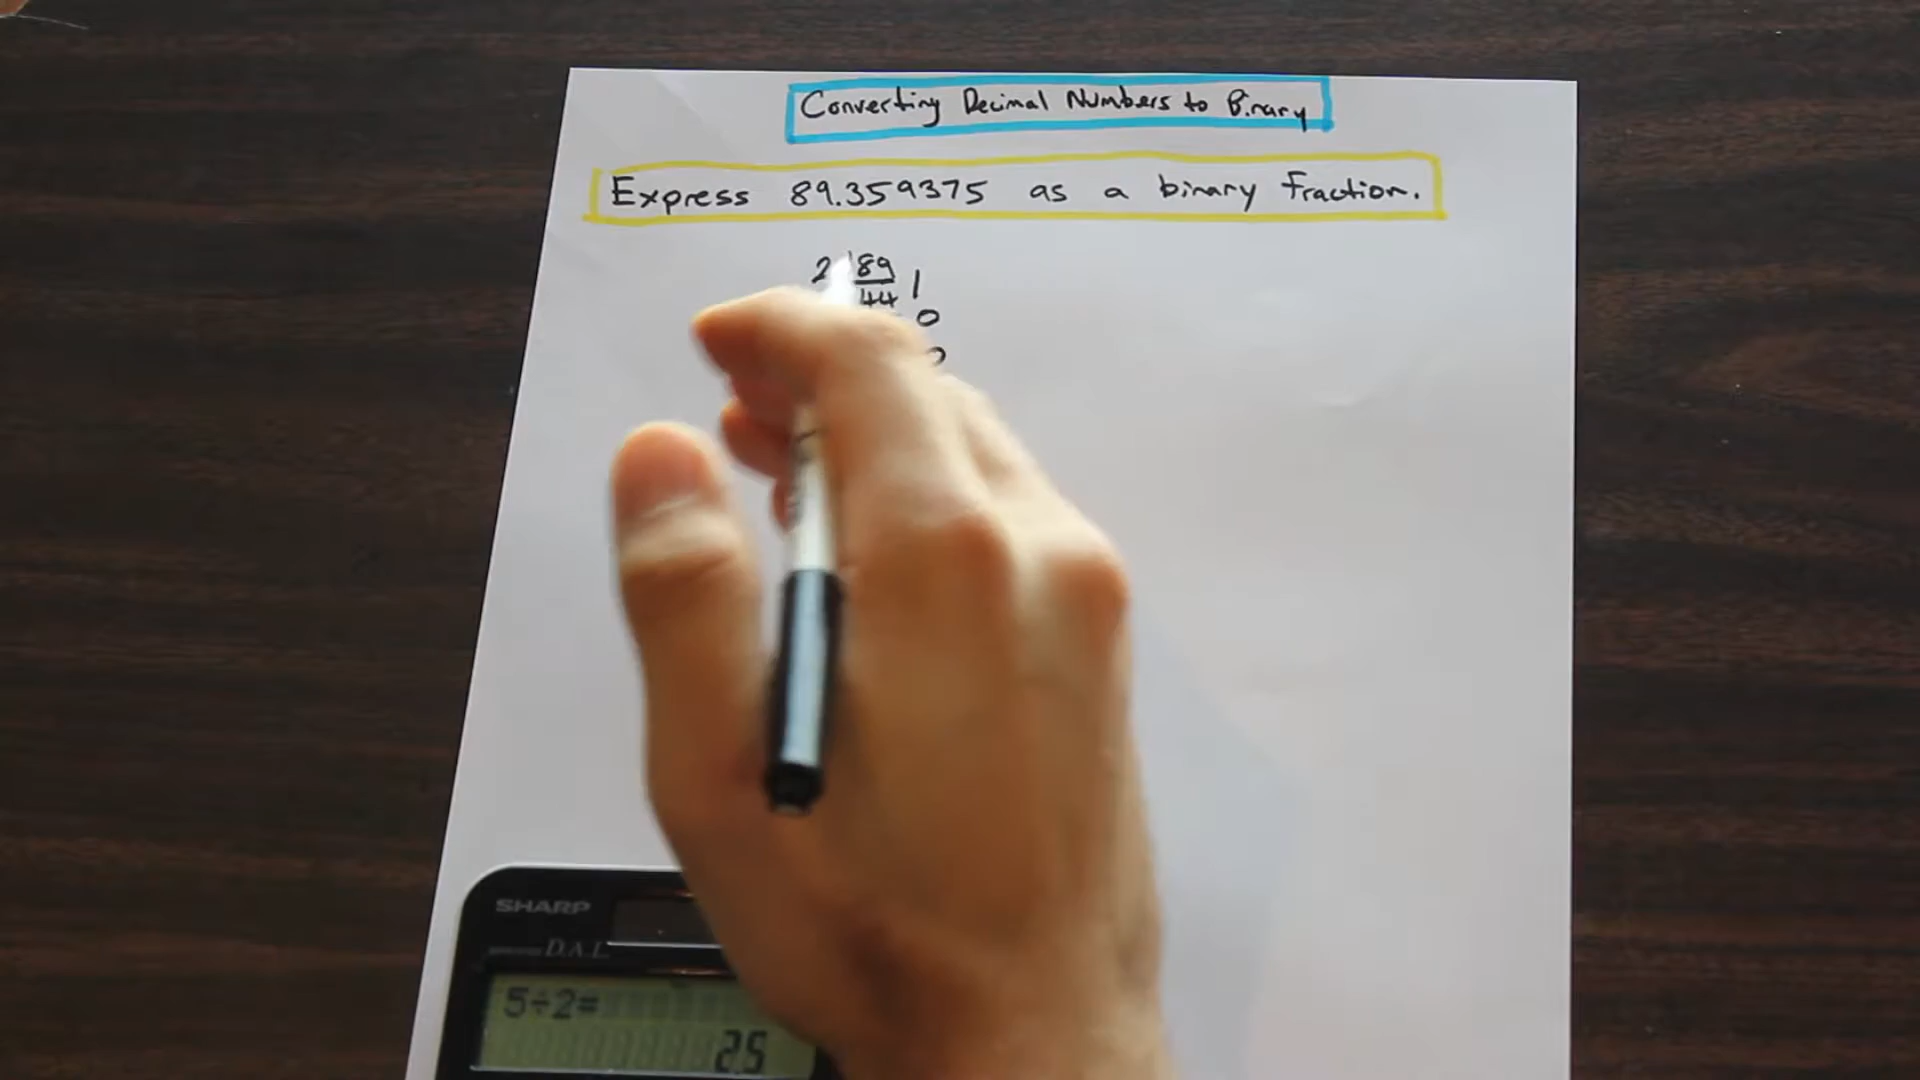 Converting Decimal Numbers to Binary
Express 89.359375 as a binary fraction.
2 89
44 1
0
SHARP
D.A.L.
5÷2=
2.5